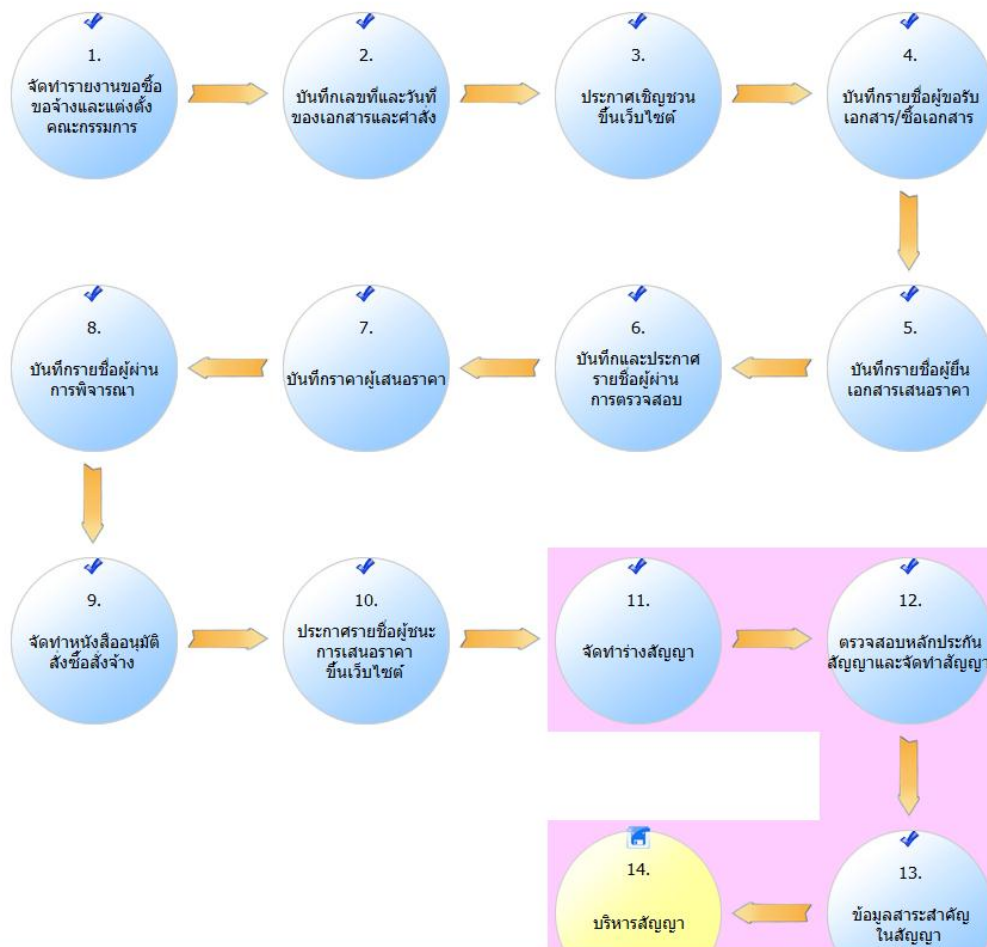 1.
จัดทำรายงานขอซื้อ
ขอจ้างและแต่งตั้ง
คณะกรรมการ
2.
บันทึกเลขที่และวันที่
ของเอกสารและคำสั่ง
3.
ประกาศเชิญชวน
ขึ้นเว็บไซต์
4.
บันทึกรายชื่อผู้ขอรับ
เอกสาร/ซื้อเอกสาร
5.
บันทึกรายชื่อผู้ยื่น
เอกสารเสนอราคา
6.
บันทึกและประกาศ
รายชื่อผู้ผ่าน
การตรวจสอบ
7.
บันทึกราคาผู้เสนอราคา
8.
บันทึกรายชื่อผู้ผ่าน
การพิจารณา
9.
จัดทำหนังสืออนุมัติ
สั่งซื้อสั่งจ้าง
10.
ประกาศรายชื่อผู้ชนะ
การเสนอราคา
ขึ้นเว็บไซต์
11.
จัดทำร่างสัญญา
12.
ตรวจสอบหลักประกัน
สัญญาและจัดทำสัญญา
13.
ข้อมูลสาระสำคัญ
ในสัญญา
14.
บริหารสัญญา